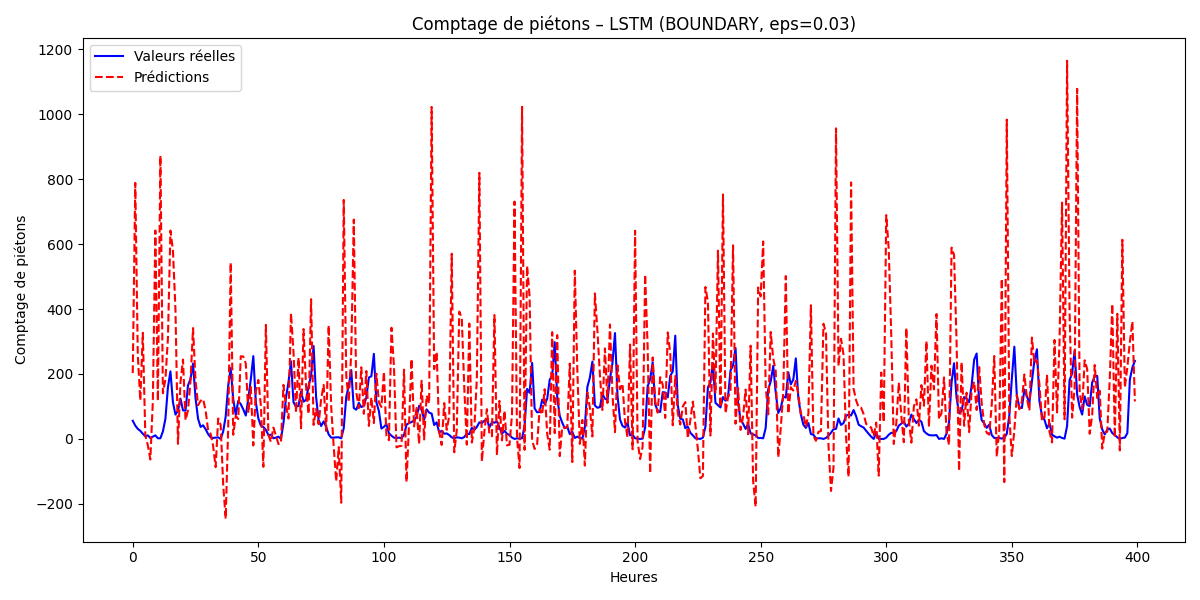 Comptage de piétons – LSTM (BOUNDARY, eps=0.03)
Valeurs réelles
Prédictions
Comptage de piétons
1200
1000
800
600
400
200
0
−200
0 50 100 150 200 250 300 350 400
Heures